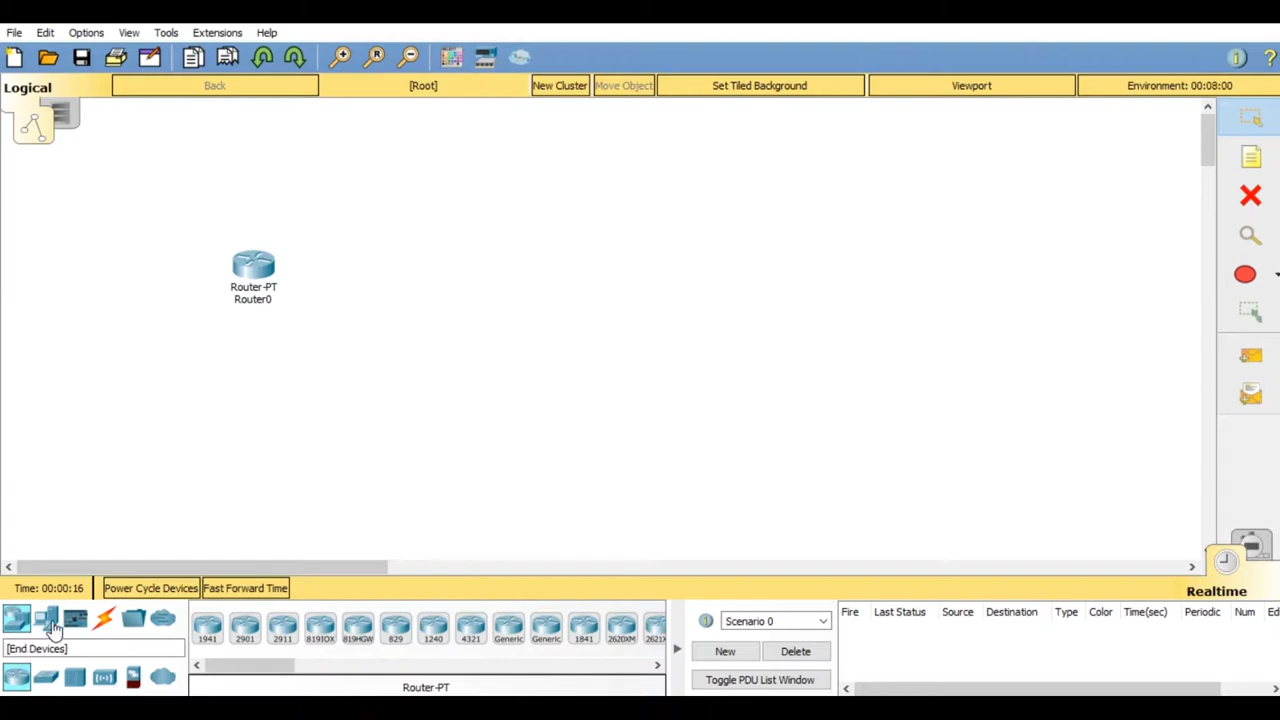 File Edit Options View Tools Extensions Help
Logical Back [Root] New Cluster Move Object Set Tiled Background Viewport Environment: 00:08:00
Router-PT
Router0
Time: 00:00:16 Power Cycle Devices Fast Forward Time Realtime
[End Devices]
1941 2901 2911 819IOX 819HGW 829 1240 4321 Generic Generic 1841 2620XM 2621X
Router-PT
Scenario 0
New Delete
Toggle PDU List Window
Fire Last Status Source Destination Type Color Time(sec) Periodic Num Ed